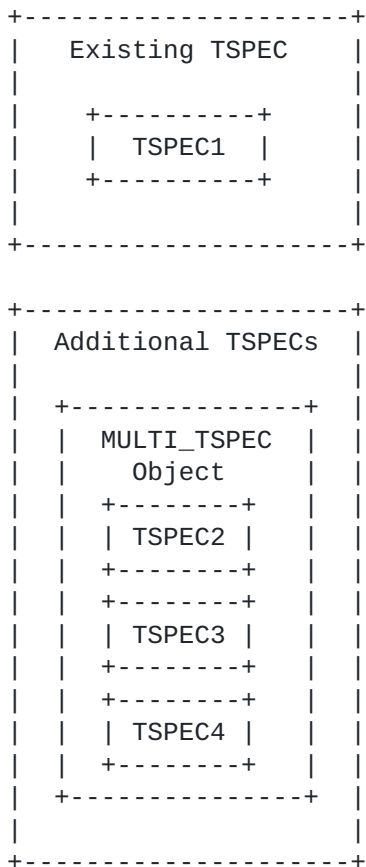 Existing TSPEC
TSPEC1
Additional TSPECs
MULTI_TSPEC
Object
TSPEC2
TSPEC3
TSPEC4